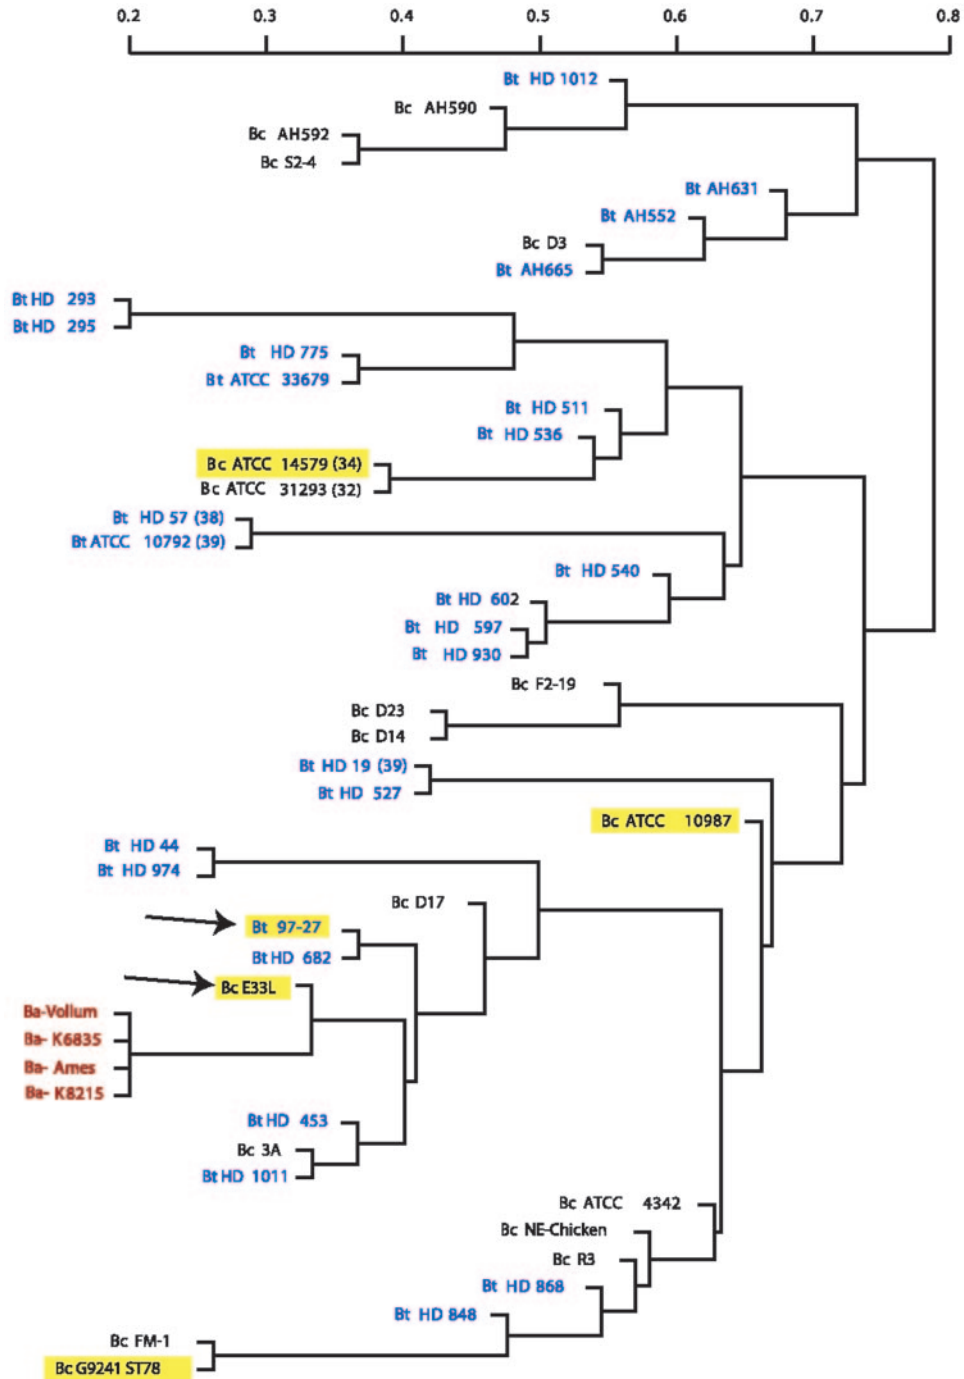 0.2 0.3 0.4 0.5 0.6 0.7 0.8
Bt HD 1012
Bc AH590
Bc AH592
Bc S2-4
Bt AH631
Bt AH552
Bc D3
Bt AH665
Bt HD 293
Bt HD 295
Bt HD 775
Bt ATCC 33679
Bt HD 511
Bt HD 536
Bc ATCC 14579 (34)
Bc ATCC 31293 (32)
Bt HD 57 (38)
Bt ATCC 10792 (39)
Bt HD 540
Bt HD 602
Bt HD 597
Bt HD 930
Bc F2-19
Bc D23
Bc D14
Bt HD 19 (39)
Bt HD 527
Bc ATCC 10987
Bt HD 44
Bt HD 974
Bc D17
Bt 97-27
Bt HD 682
Bc E33L
Ba-Vollum
Ba- K6835
Ba- Ames
Ba- K8215
Bt HD 453
Bc 3A
Bt HD 1011
Bc ATCC 4342
Bc NE-Chicken
Bc R3
Bt HD 868
Bt HD 848
Bc FM-1
Bc G9241 ST78